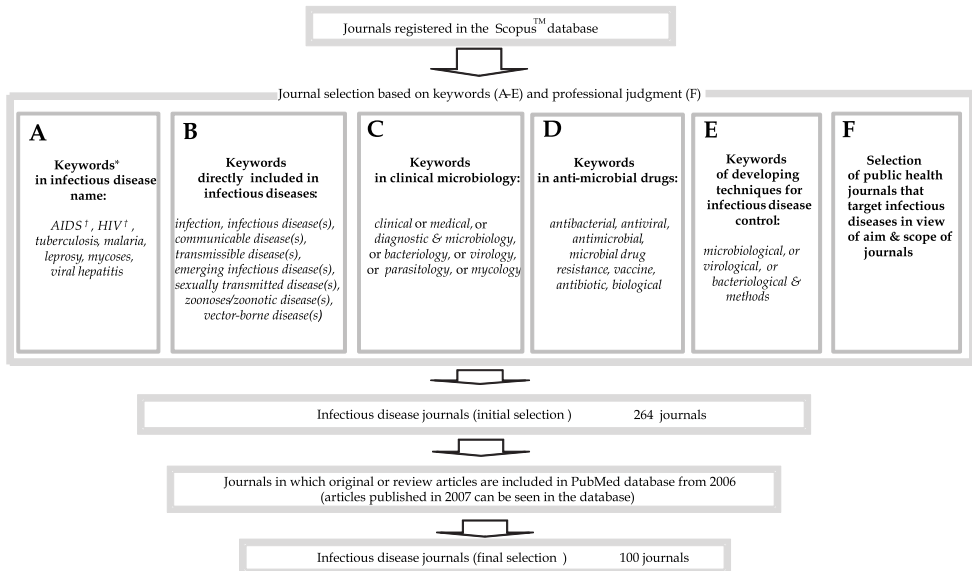 Journals registered in the Scopus™ database
Journal selection based on keywords (A-E) and professional judgment (F)
A
Keywords*
in infectious disease
name:
AIDS†, HIV†,
tuberculosis, malaria,
leprosy, mycoses,
viral hepatitis
B
Keywords
directly included in
infectious diseases:
infection, infectious disease(s),
communicable disease(s),
transmissible disease(s),
emerging infectious disease(s),
sexually transmitted disease(s),
zoonoses/zoonotic disease(s),
vector-borne disease(s)
C
Keywords
in clinical microbiology:
clinical or medical, or
diagnostic & microbiology,
or bacteriology, or virology,
or parasitology, or mycology
D
Keywords
in anti-microbial drugs:
antibacterial, antiviral,
antimicrobial,
microbial drug
resistance, vaccine,
antibiotic, biological
E
Keywords
of developing
techniques for
infectious disease
control:
microbiological, or
virological, or
bacteriological &
methods
F
Selection
of public health
journals that
target infectious
diseases in view
of aim & scope of
journals
Infectious disease journals (initial selection ) 264 journals
Journals in which original or review articles are included in PubMed database from 2006
(articles published in 2007 can be seen in the database)
Infectious disease journals (final selection ) 100 journals